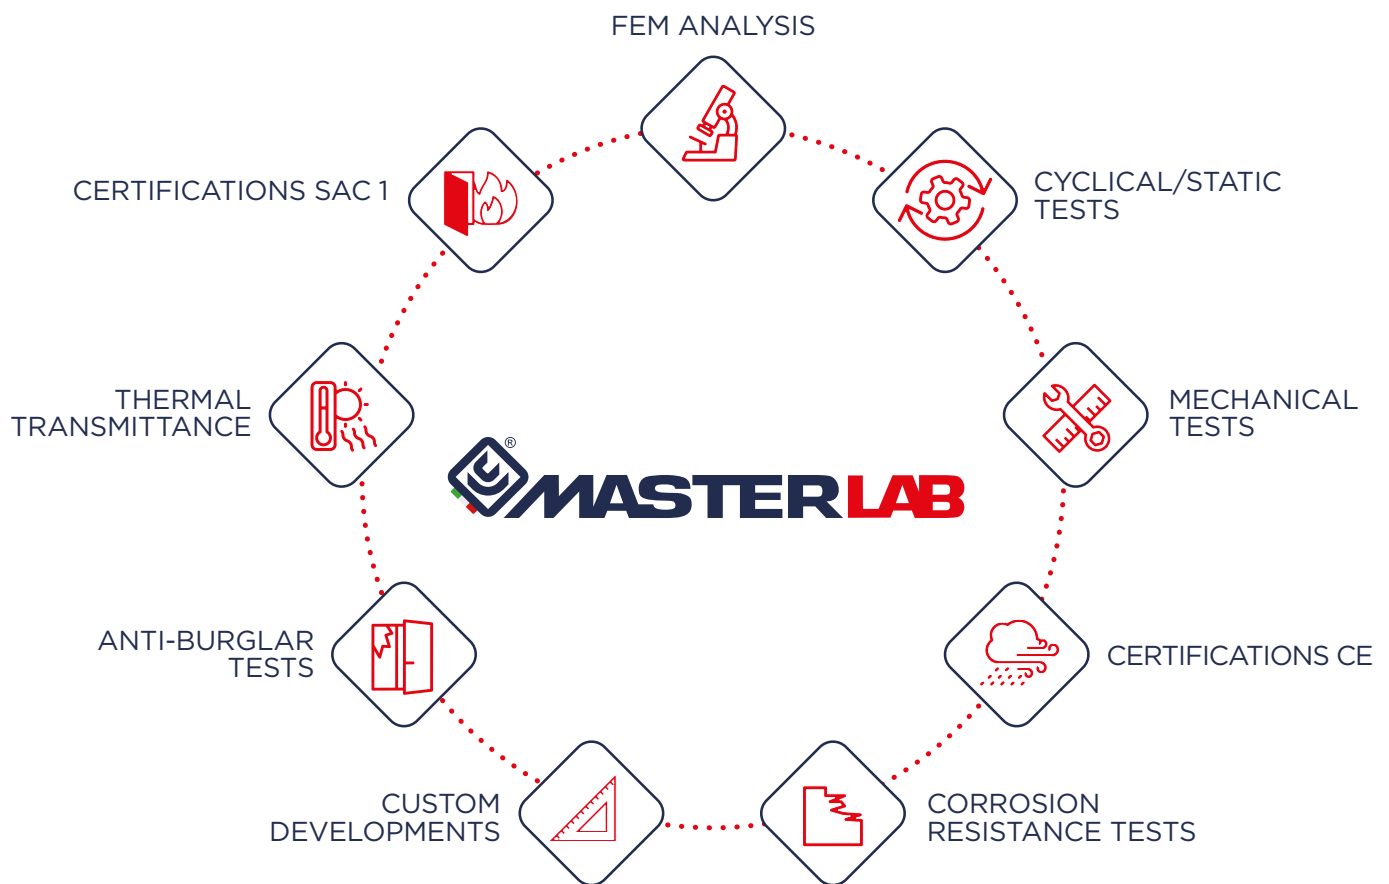 FEM ANALYSIS
CERTIFICATIONS SAC 1
CYCLICAL/STATIC
TESTS
THERMAL
TRANSMITTANCE
MECHANICAL
TESTS
®
MASTERLAB
ANTI-BURGLAR
TESTS
CERTIFICATIONS CE
CUSTOM
DEVELOPMENTS
CORROSION
RESISTANCE TESTS